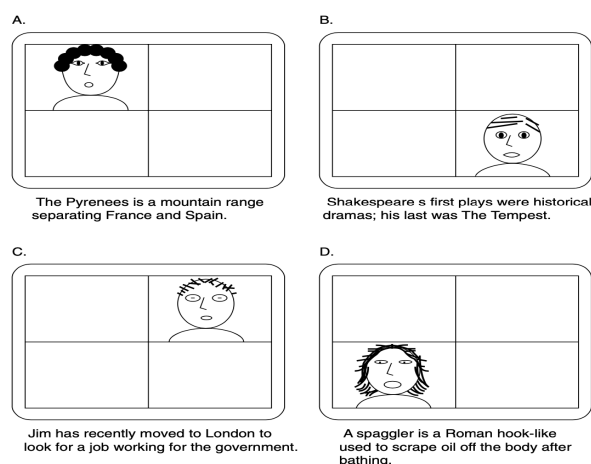 A.
B.
The Pyrenees is a mountain range
separating France and Spain.
Shakespeare s first plays were historical
dramas; his last was The Tempest.
C.
D.
Jim has recently moved to London to
look for a job working for the government.
A spaggler is a Roman hook-like
used to scrape oil off the body after
bathing.